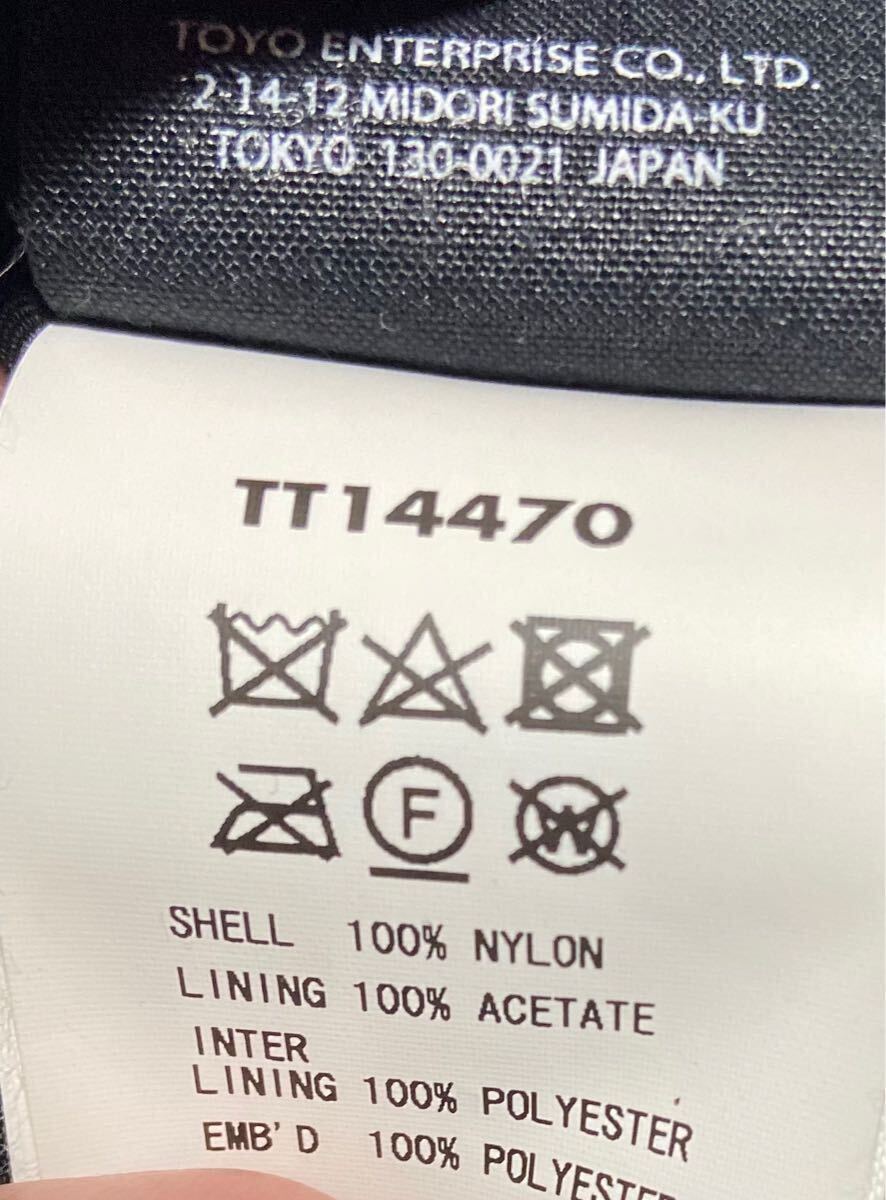 TOYO ENTERPRISE CO., LTD.
2-14-12 MIDORI SUMIDA-KU
TOKYO 130-0021 JAPAN
TT14470
F
W
SHELL 100% NYLON
LINING 100% ACETATE
INTER
LINING 100% POLYESTER
EMB'D 100% POLYESTER